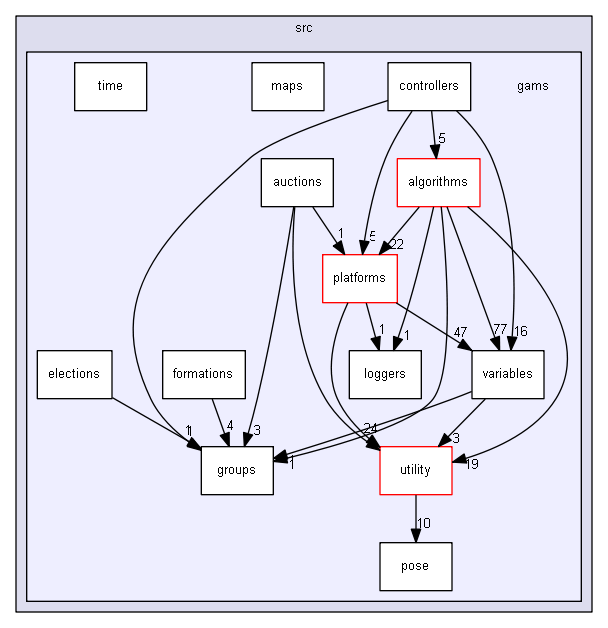 src
time
maps
controllers
gams
5
auctions
algorithms
1
5
22
platforms
1
1
47
77
16
elections
formations
loggers
variables
1
1
4
3
24
3
groups
1
utility
19
10
pose